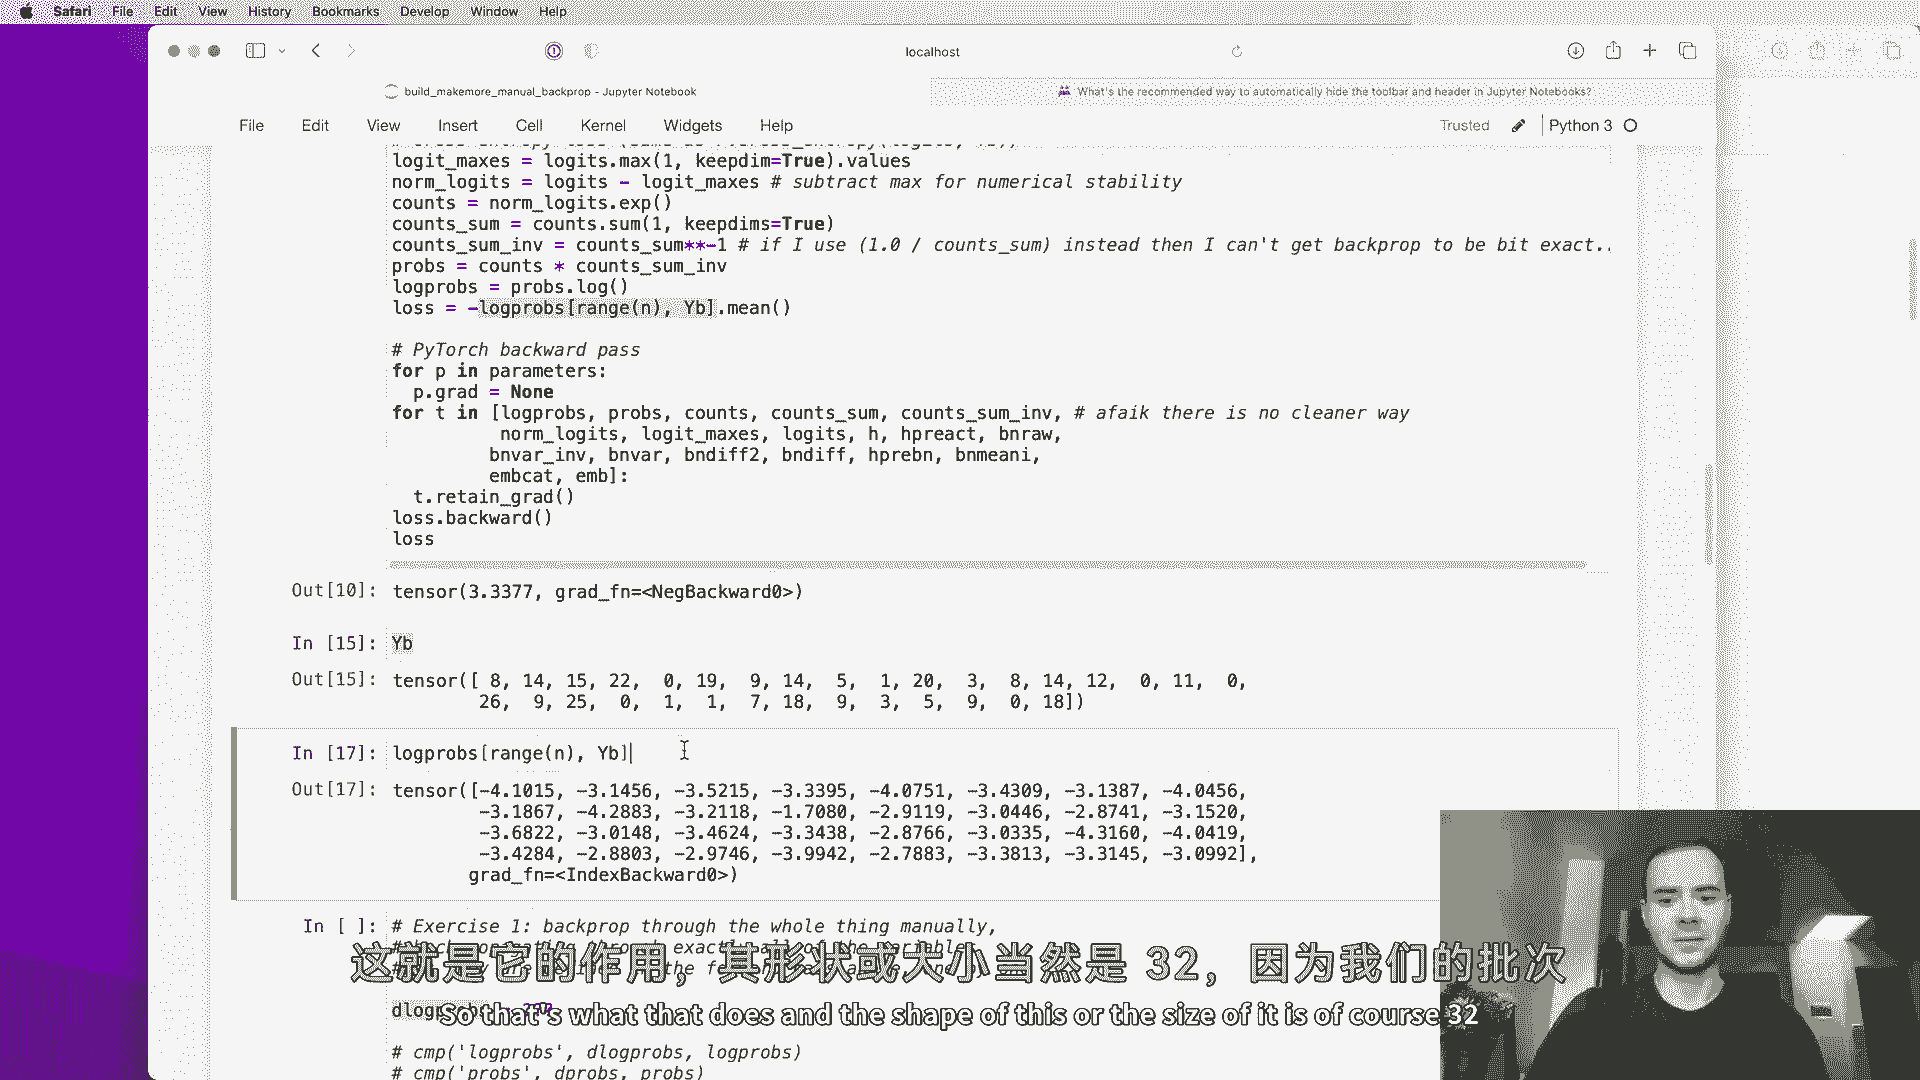 Safari File Edit View History Bookmarks Develop Window Help
localhost
build_makemore_manual_backprop - Jupyter Notebook
What's the recommended way to automatically hide the toolbar and header in Jupyter Notebooks?
File Edit View Insert Cell Kernel Widgets Help
Trusted Python 3
logit_maxes = logits.max(1, keepdim=True).values
norm_logits = logits - logit_maxes # subtract max for numerical stability
counts = norm_logits.exp()
counts_sum = counts.sum(1, keepdims=True)
counts_sum_inv = counts_sum**-1 # if I use (1.0 / counts_sum) instead then I can't get backprop to be bit exact..
probs = counts * counts_sum_inv
logprobs = probs.log()
loss = -logprobs[range(n), Yb].mean()
# PyTorch backward pass
for p in parameters:
p.grad = None
for t in [logprobs, probs, counts, counts_sum, counts_sum_inv, # afaik there is no cleaner way
norm_logits, logit_maxes, logits, h, hpreact, bnraw,
bnvar_inv, bnvar, bndiff2, bndiff, hprebn, bnmeani,
embcat, emb]:
t.retain_grad()
loss.backward()
loss
Out[10]: tensor(3.3377, grad_fn=<NegBackward0>)
In [15]: Yb
Out[15]: tensor([ 8, 14, 15, 22, 0, 19, 9, 14, 5, 1, 20, 3, 8, 14, 12, 0, 11, 0,
26, 9, 25, 0, 1, 1, 7, 18, 9, 3, 5, 9, 0, 18])
In [17]: logprobs[range(n), Yb]
Out[17]: tensor([-4.1015, -3.1456, -3.5215, -3.3395, -4.0751, -3.4309, -3.1387, -4.0456,
-3.1867, -4.2883, -3.2118, -1.7080, -2.9119, -3.0446, -2.8741, -3.1520,
-3.6822, -3.0148, -3.4624, -3.3438, -2.8766, -3.0335, -4.3160, -4.0419,
-3.4284, -2.8803, -2.9746, -3.9942, -2.7883, -3.3813, -3.3145, -3.0992],
grad_fn=<IndexBackward0>)
In [ ]: # Exercise 1: backprop through the whole thing manually,
这就是它的作用，其形状或大小当然是 32，因为我们的批次
So that's what that does and the shape of this or the size of it is of course 32
# cmp('logprobs', dlogprobs, logprobs)
# cmp('probs', dprobs, probs)